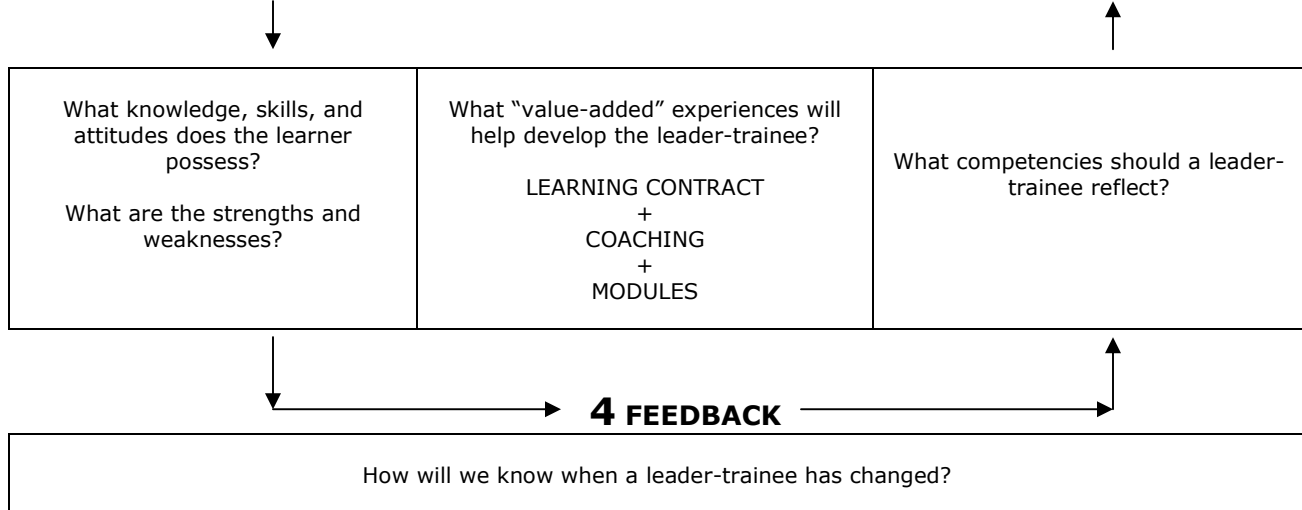 What knowledge, skills, and
attitudes does the learner
possess?
What are the strengths and
weaknesses?
What “value-added” experiences will
help develop the leader-trainee?
LEARNING CONTRACT
+
COACHING
+
MODULES
What competencies should a leader-
trainee reflect?
4 FEEDBACK
How will we know when a leader-trainee has changed?